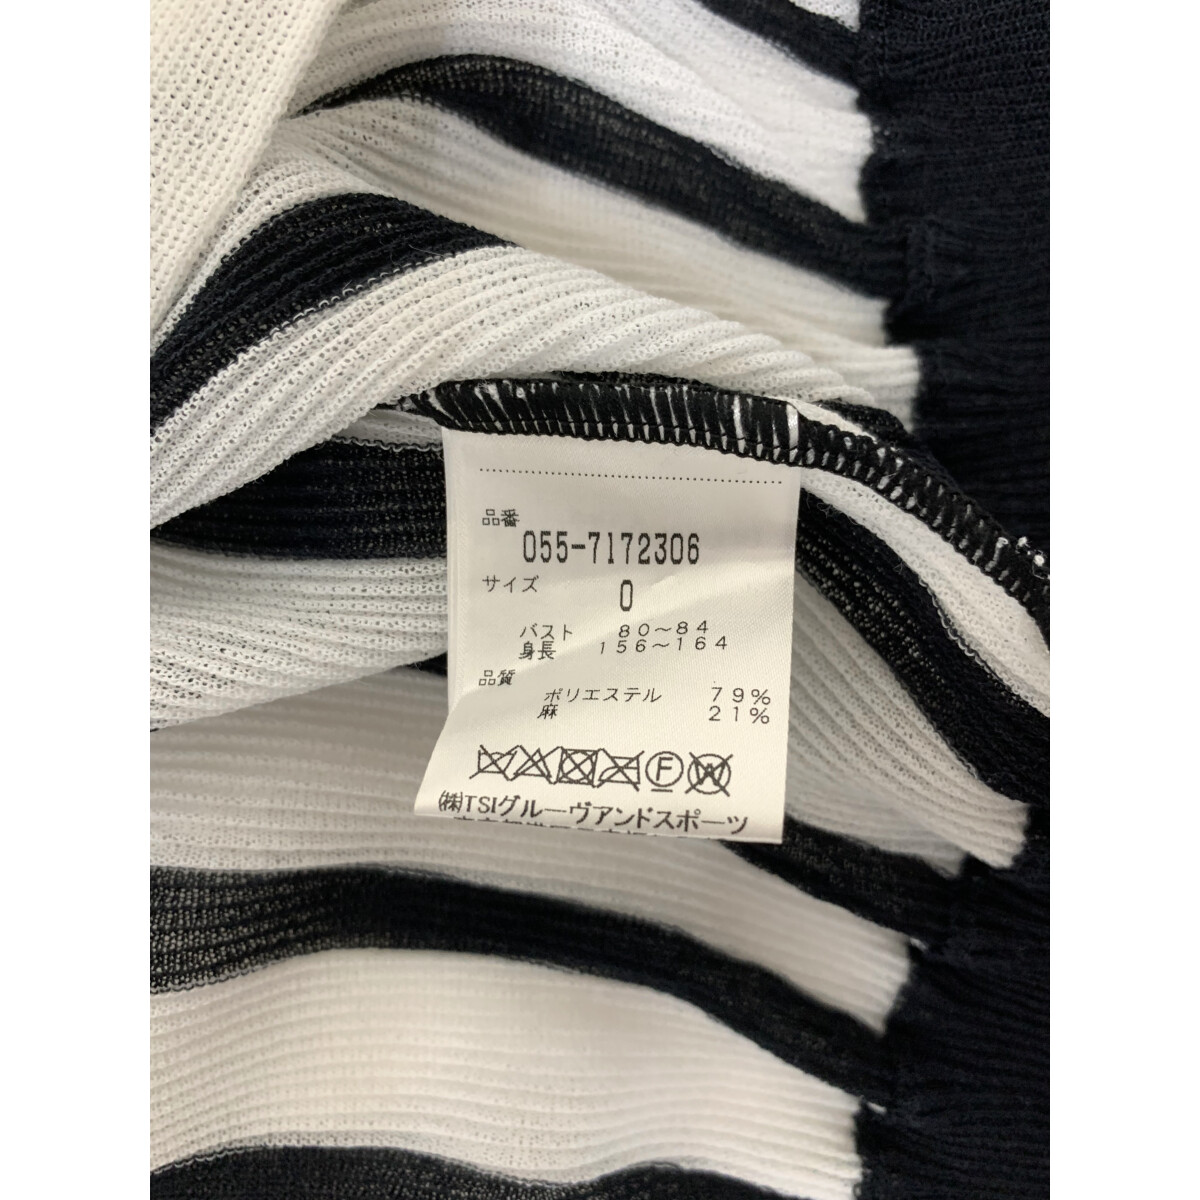 品番
055-7172306
サイズ
0
バスト 80～84
身長 156～164
品質
ポリエステル 79%
麻 21%
F W
㈱TSIグルーヴアンドスポーツ